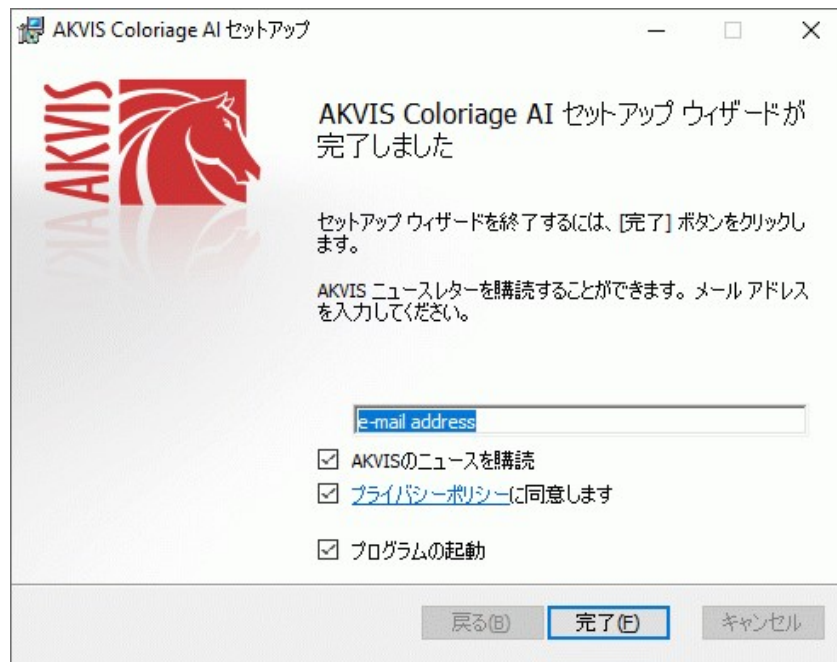 AKVIS Coloriage AI セットアップ
AKVIS
AKVIS Coloriage AI セットアップ ウィザードが
完了しました
セットアップ ウィザードを終了するには、[完了] ボタンをクリックし
ます。
AKVIS ニュースレターを購読することができます。メール アドレス
を入力してください。
e-mail address
AKVISのニュースを購読
プライバシーポリシーに同意します
プログラムの起動
戻る(B)
完了(F)
キャンセル